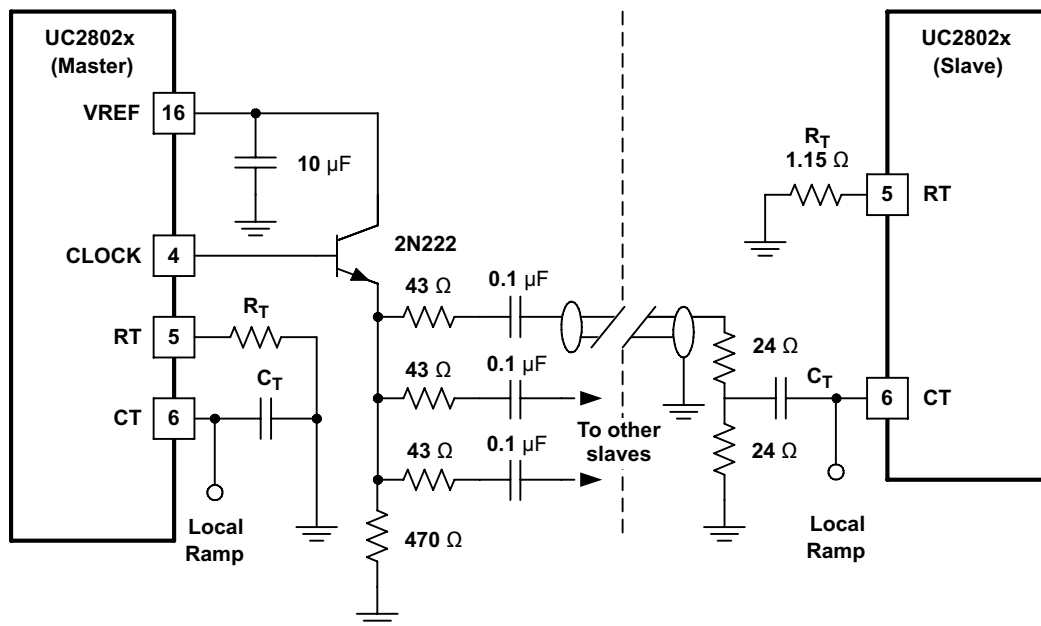 UC2802x
(Master)
VREF
16
10 µF
CLOCK
4
2N222
RT
5
R_T
CT
6
C_T
Local
Ramp
43 Ω
0.1 µF
43 Ω
0.1 µF
43 Ω
0.1 µF
470 Ω
To other
slaves
UC2802x
(Slave)
R_T
1.15 Ω
5
RT
24 Ω
C_T
6
CT
24 Ω
Local
Ramp